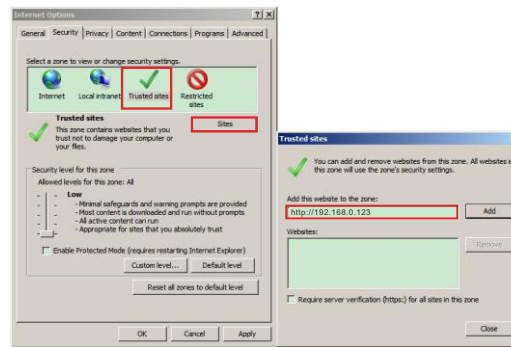 Internet Options
General Security Privacy Content Connections Programs Advanced
Select a zone to view or change security settings.
Internet Local intranet Trusted sites Restricted sites
Trusted sites
Sites
This zone contains websites that you
trust not to damage your computer or
your files.
Security level for this zone
Allowed levels for this zone: All
Low
- Minimal safeguards and warning prompts are provided
- Most content is downloaded and run without prompts
- All active content can run
- Appropriate for sites that you absolutely trust
Enable Protected Mode (requires restarting Internet Explorer)
Custom level... Default level
Reset all zones to default level
OK Cancel Apply
Trusted sites
You can add and remove websites from this zone. All websites in
this zone will use the zone's security settings.
Add this website to the zone:
http://192.168.0.123 Add
Websites:
Remove
Require server verification (https:) for all sites in this zone
Close